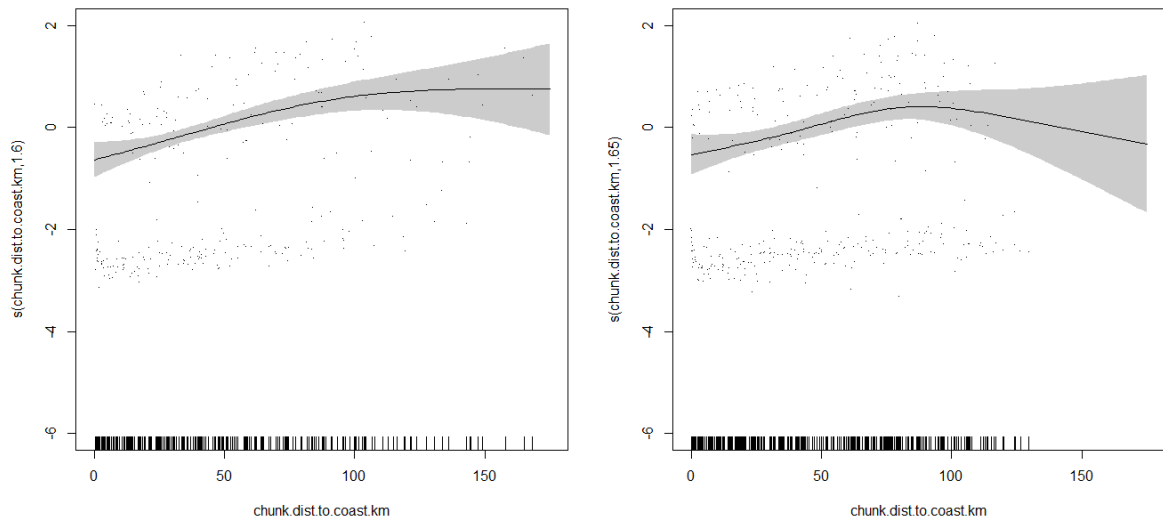 2
0
-2
-4
-6
s(chunk.dist.to.coast.km,1.6)
0 50 100 150
chunk.dist.to.coast.km
2
0
-2
-4
-6
s(chunk.dist.to.coast.km,1.65)
0 50 100 150
chunk.dist.to.coast.km